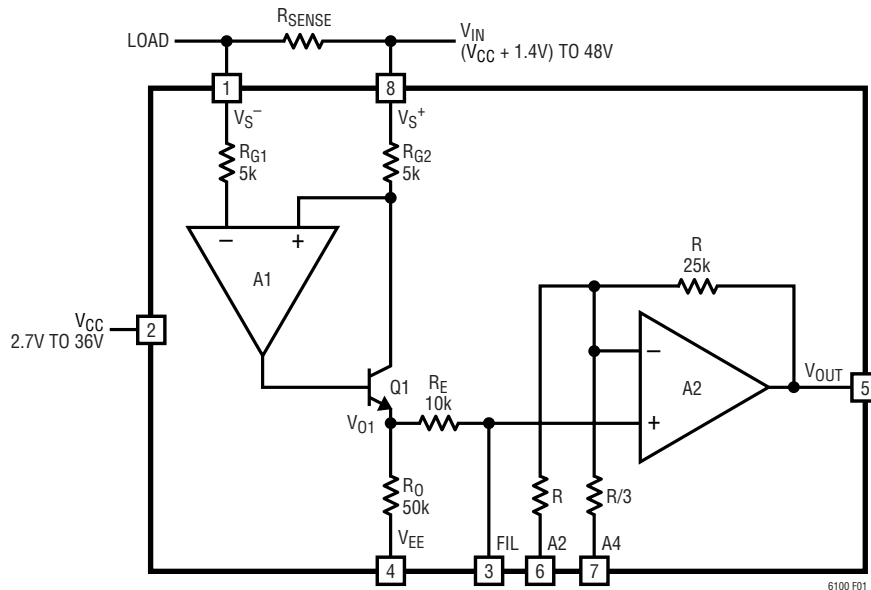 RSENSE
LOAD
VIN
(VCC + 1.4V) TO 48V
1
8
VS–
VS+
RG1
5k
RG2
5k
–
+
A1
R
25k
VCC
2.7V TO 36V
2
–
+
A2
VOUT
5
Q1
RE
10k
VO1
RO
50k
R
R/3
VEE
FIL
A2
A4
4
3
6
7
6100 F01